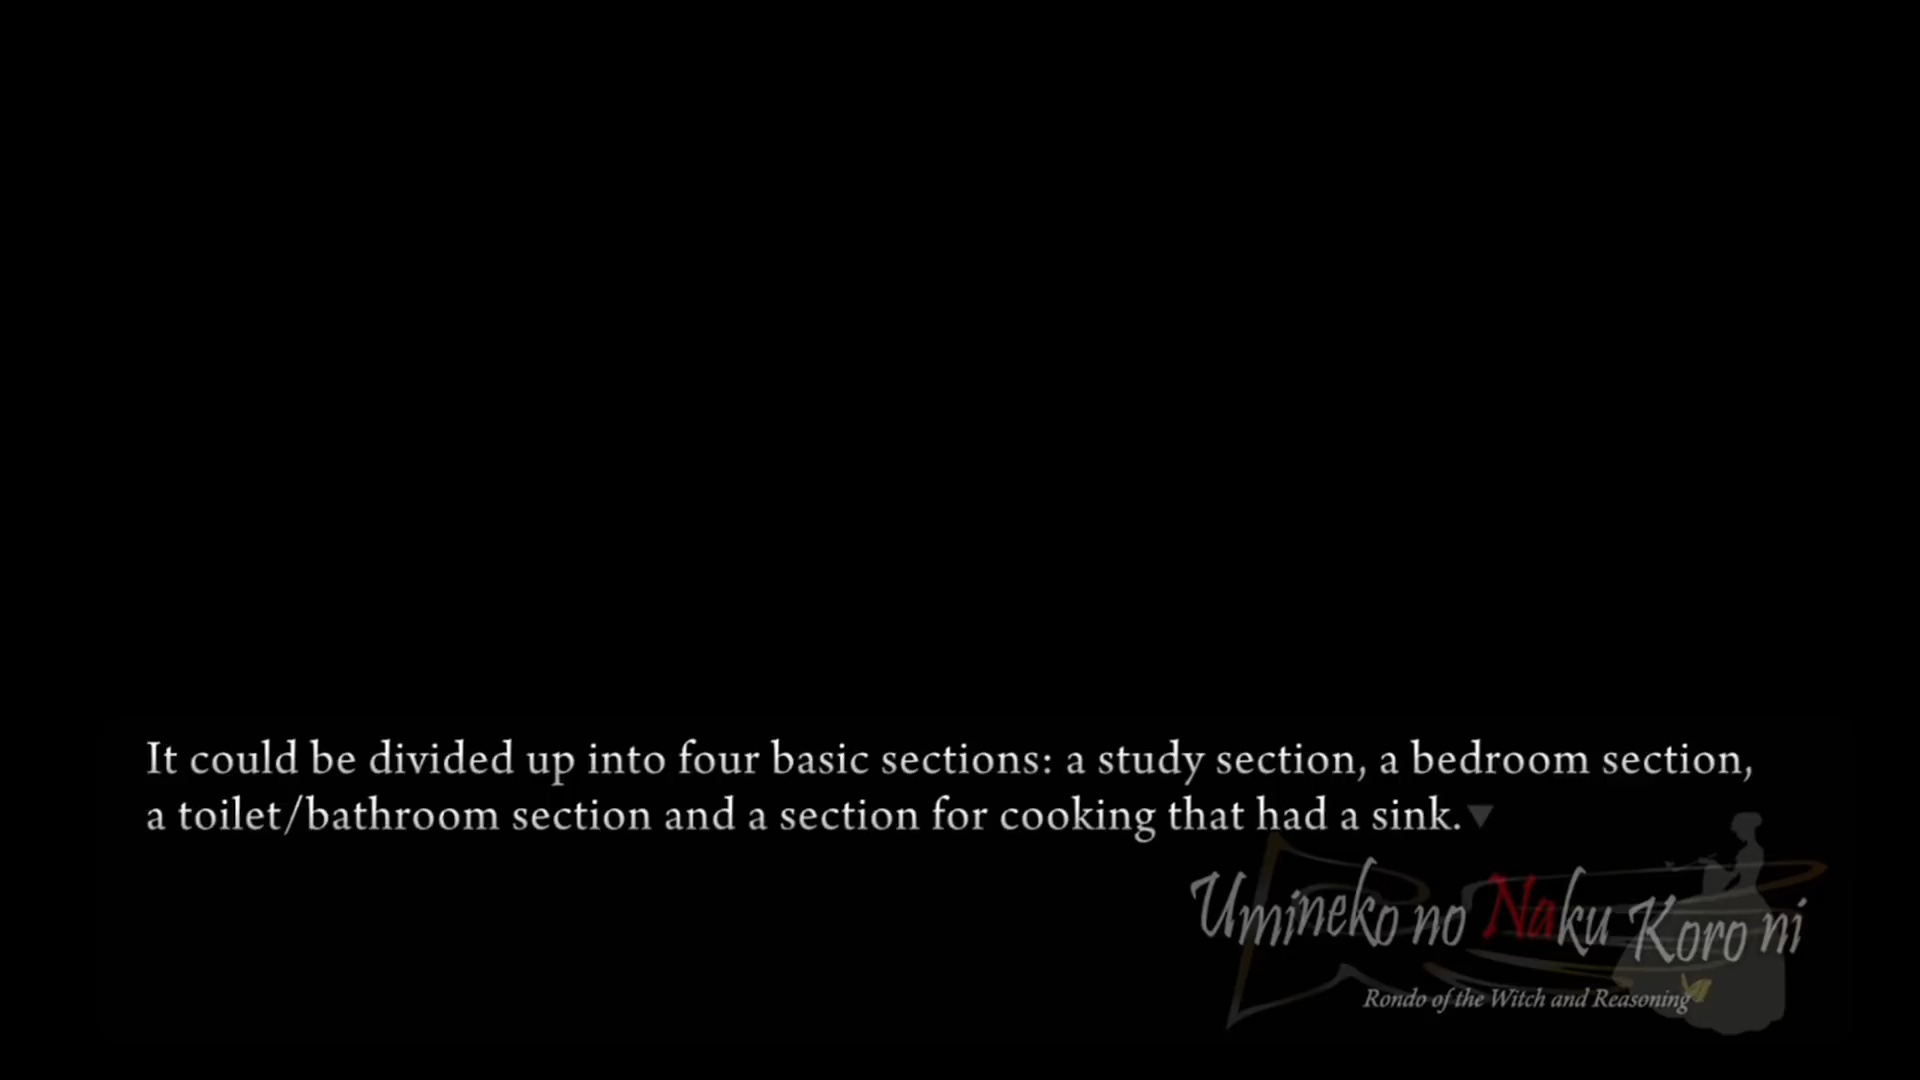 It could be divided up into four basic sections: a study section, a bedroom section,
a toilet/bathroom section and a section for cooking that had a sink.
Umineko no Naku Koro ni
Rondo of the Witch and Reasoning